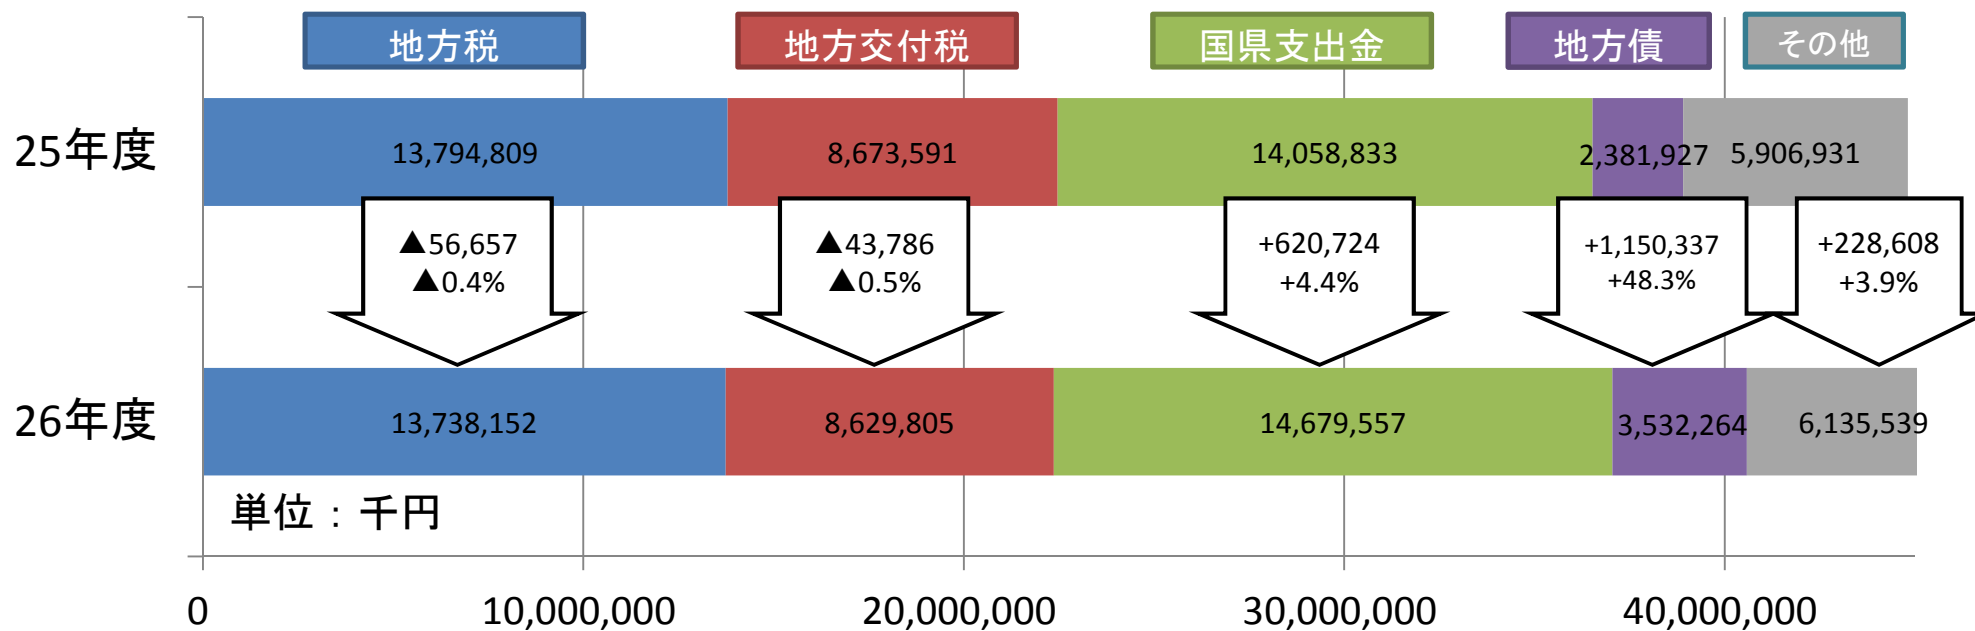 地方税 地方交付税 国県支出金 地方債 その他
25年度 13,794,809 8,673,591 14,058,833 2,381,927 5,906,931
▲56,657 ▲43,786 +620,724 +1,150,337 +228,608
▲0.4% ▲0.5% +4.4% +48.3% +3.9%
26年度 13,738,152 8,629,805 14,679,557 3,532,264 6,135,539
単位：千円
0 10,000,000 20,000,000 30,000,000 40,000,000